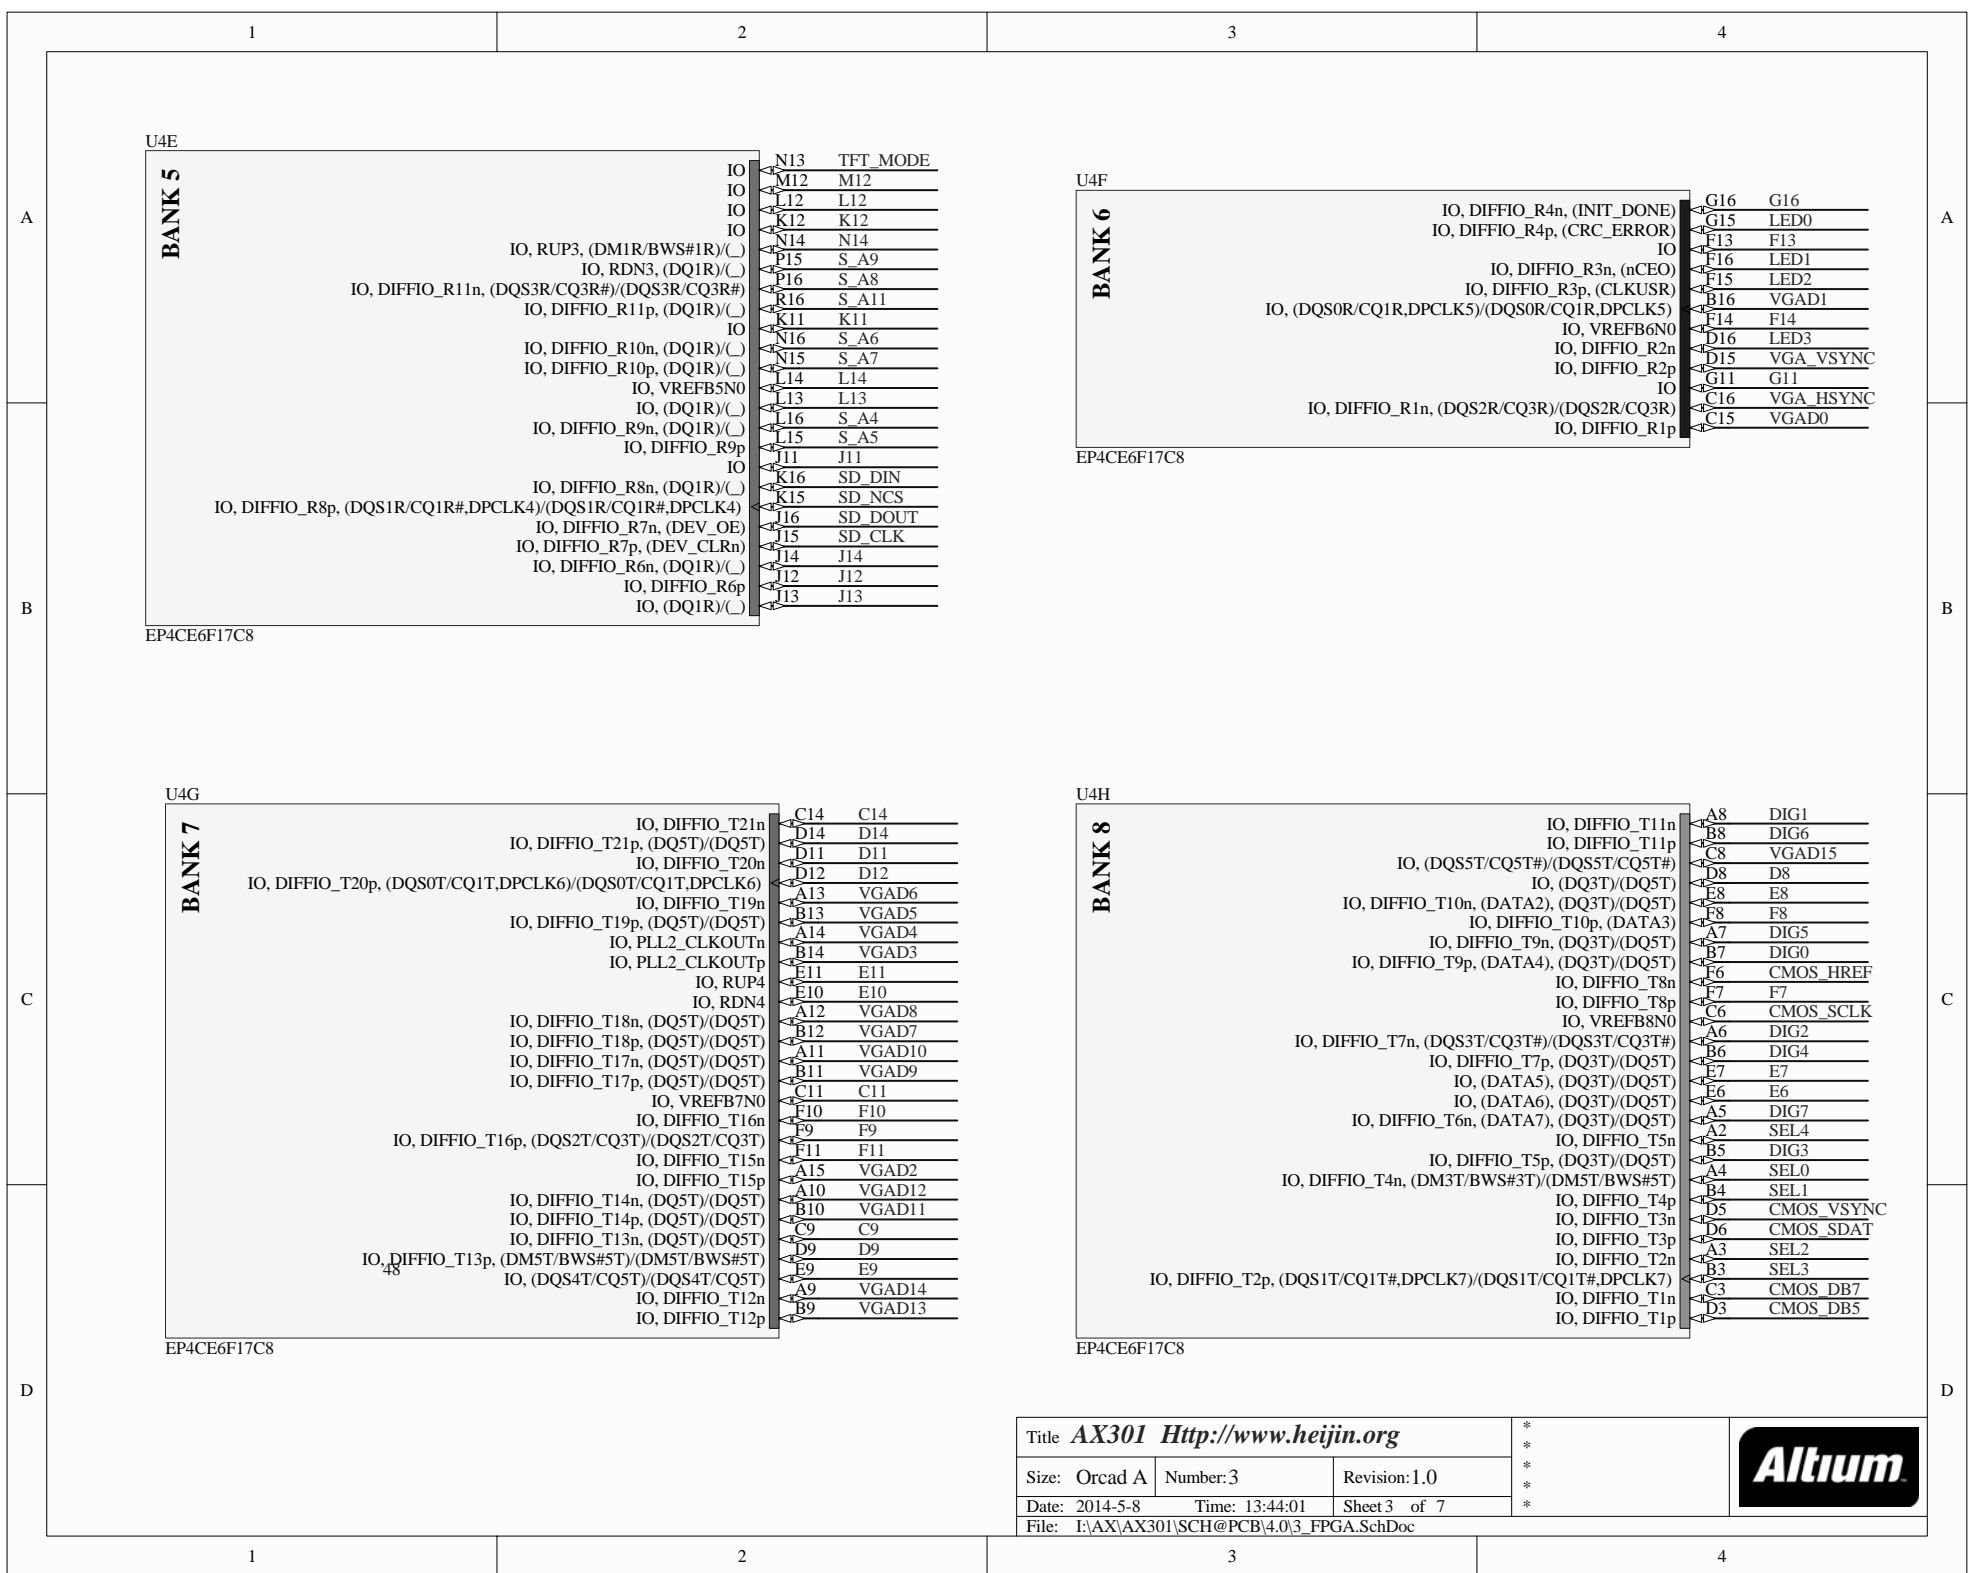 1 2 3 4
A A
B B
C C
D D
U4E
BANK 5
IO N13 TFT_MODE
IO M12 M12
IO L12 L12
IO K12 K12
IO, RUP3, (DM1R/BWS#1R)/(_) N14 N14
IO, RDN3, (DQ1R)/(_) P15 S_A9
IO, DIFFIO_R11n, (DQS3R/CQ3R#)/(DQS3R/CQ3R#) P16 S_A8
IO, DIFFIO_R11p, (DQ1R)/(_) R16 S_A11
IO K11 K11
IO, DIFFIO_R10n, (DQ1R)/(_) N16 S_A6
IO, DIFFIO_R10p, (DQ1R)/(_) N15 S_A7
IO, VREFB5N0 L14 L14
IO, (DQ1R)/(_) L13 L13
IO, DIFFIO_R9n, (DQ1R)/(_) L16 S_A4
IO, DIFFIO_R9p L15 S_A5
IO J11 J11
IO, DIFFIO_R8n, (DQ1R)/(_) K16 SD_DIN
IO, DIFFIO_R8p, (DQS1R/CQ1R#,DPCLK4)/(DQS1R/CQ1R#,DPCLK4) K15 SD_NCS
IO, DIFFIO_R7n, (DEV_OE) J16 SD_DOUT
IO, DIFFIO_R7p, (DEV_CLRn) J15 SD_CLK
IO, DIFFIO_R6n, (DQ1R)/(_) J14 J14
IO, DIFFIO_R6p J12 J12
IO, (DQ1R)/(_) J13 J13
EP4CE6F17C8
U4F
BANK 6
IO, DIFFIO_R4n, (INIT_DONE) G16 G16
IO, DIFFIO_R4p, (CRC_ERROR) G15 LED0
IO F13 F13
IO, DIFFIO_R3n, (nCEO) F16 LED1
IO, DIFFIO_R3p, (CLKUSR) F15 LED2
IO, (DQS0R/CQ1R,DPCLK5)/(DQS0R/CQ1R,DPCLK5) B16 VGAD1
IO, VREFB6N0 F14 F14
IO, DIFFIO_R2n D16 LED3
IO, DIFFIO_R2p D15 VGA_VSYNC
IO G11 G11
IO, DIFFIO_R1n, (DQS2R/CQ3R)/(DQS2R/CQ3R) C16 VGA_HSYNC
IO, DIFFIO_R1p C15 VGAD0
EP4CE6F17C8
U4G
BANK 7
IO, DIFFIO_T21n C14 C14
IO, DIFFIO_T21p, (DQ5T)/(DQ5T) D14 D14
IO, DIFFIO_T20n D11 D11
IO, DIFFIO_T20p, (DQS0T/CQ1T,DPCLK6)/(DQS0T/CQ1T,DPCLK6) D12 D12
IO, DIFFIO_T19n A13 VGAD6
IO, DIFFIO_T19p, (DQ5T)/(DQ5T) B13 VGAD5
IO, PLL2_CLKOUTn A14 VGAD4
IO, PLL2_CLKOUTp B14 VGAD3
IO, RUP4 E11 E11
IO, RDN4 E10 E10
IO, DIFFIO_T18n, (DQ5T)/(DQ5T) A12 VGAD8
IO, DIFFIO_T18p, (DQ5T)/(DQ5T) B12 VGAD7
IO, DIFFIO_T17n, (DQ5T)/(DQ5T) A11 VGAD10
IO, DIFFIO_T17p, (DQ5T)/(DQ5T) B11 VGAD9
IO, VREFB7N0 C11 C11
IO, DIFFIO_T16n F10 F10
IO, DIFFIO_T16p, (DQS2T/CQ3T)/(DQS2T/CQ3T) F9 F9
IO, DIFFIO_T15n F11 F11
IO, DIFFIO_T15p A15 VGAD2
IO, DIFFIO_T14n, (DQ5T)/(DQ5T) A10 VGAD12
IO, DIFFIO_T14p, (DQ5T)/(DQ5T) B10 VGAD11
IO, DIFFIO_T13n, (DQ5T)/(DQ5T) C9 C9
IO, DIFFIO_T13p, (DM5T/BWS#5T)/(DM5T/BWS#5T) D9 D9
48
IO, (DQS4T/CQ5T)/(DQS4T/CQ5T) E9 E9
IO, DIFFIO_T12n A9 VGAD14
IO, DIFFIO_T12p B9 VGAD13
EP4CE6F17C8
U4H
BANK 8
IO, DIFFIO_T11n A8 DIG1
IO, DIFFIO_T11p B8 DIG6
IO, (DQS5T/CQ5T#)/(DQS5T/CQ5T#) C8 VGAD15
IO, (DQ3T)/(DQ5T) D8 D8
IO, DIFFIO_T10n, (DATA2), (DQ3T)/(DQ5T) E8 E8
IO, DIFFIO_T10p, (DATA3) F8 F8
IO, DIFFIO_T9n, (DQ3T)/(DQ5T) A7 DIG5
IO, DIFFIO_T9p, (DATA4), (DQ3T)/(DQ5T) B7 DIG0
IO, DIFFIO_T8n F6 CMOS_HREF
IO, DIFFIO_T8p F7 F7
IO, VREFB8N0 C6 CMOS_SCLK
IO, DIFFIO_T7n, (DQS3T/CQ3T#)/(DQS3T/CQ3T#) A6 DIG2
IO, DIFFIO_T7p, (DQ3T)/(DQ5T) B6 DIG4
IO, (DATA5), (DQ3T)/(DQ5T) E7 E7
IO, (DATA6), (DQ3T)/(DQ5T) E6 E6
IO, DIFFIO_T6n, (DATA7), (DQ3T)/(DQ5T) A5 DIG7
IO, DIFFIO_T5n A2 SEL4
IO, DIFFIO_T5p, (DQ3T)/(DQ5T) B5 DIG3
IO, DIFFIO_T4n, (DM3T/BWS#3T)/(DM5T/BWS#5T) A4 SEL0
IO, DIFFIO_T4p B4 SEL1
IO, DIFFIO_T3n D5 CMOS_VSYNC
IO, DIFFIO_T3p D6 CMOS_SDAT
IO, DIFFIO_T2n A3 SEL2
IO, DIFFIO_T2p, (DQS1T/CQ1T#,DPCLK7)/(DQS1T/CQ1T#,DPCLK7) B3 SEL3
IO, DIFFIO_T1n C3 CMOS_DB7
IO, DIFFIO_T1p D3 CMOS_DB5
EP4CE6F17C8
Title AX301 Http://www.heijin.org
Size: Orcad A Number:3 Revision:1.0
Date: 2014-5-8 Time: 13:44:01 Sheet 3 of 7
File: I:\AX\AX301\SCH@PCB\4.0\3_FPGA.SchDoc
*
*
*
*
*
Altium
1 2 3 4